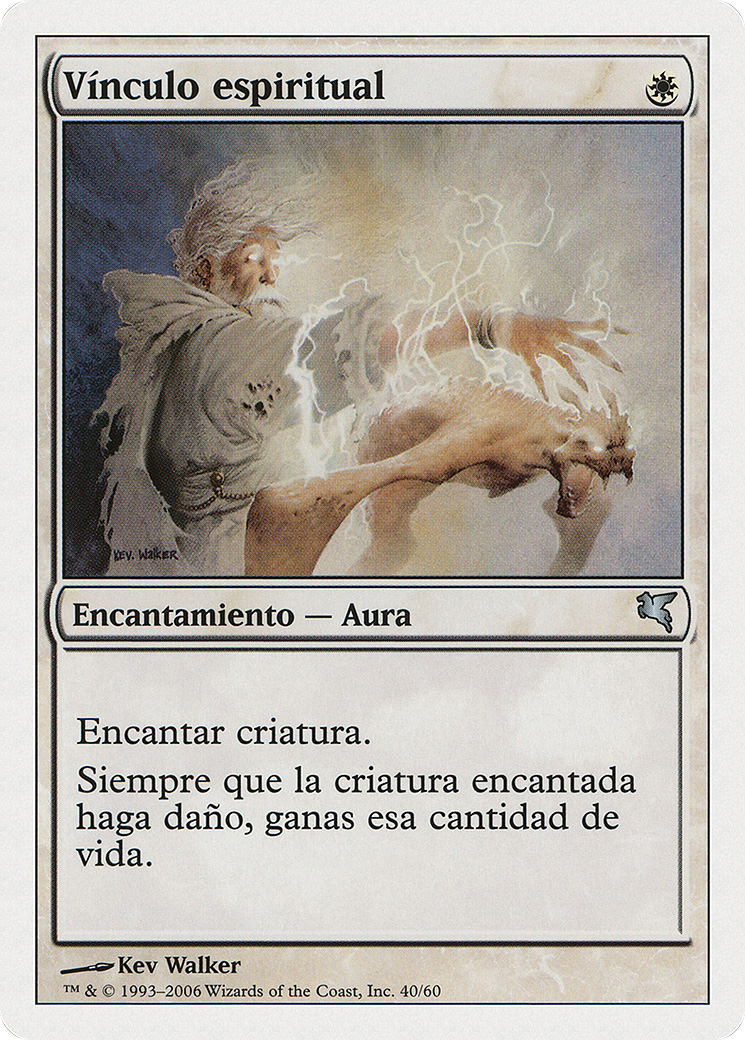 Vínculo espiritual
KEV. WALKER
Encantamiento — Aura
Encantar criatura.
Siempre que la criatura encantada
haga daño, ganas esa cantidad de
vida.
Kev Walker
™ & © 1993–2006 Wizards of the Coast, Inc. 40/60